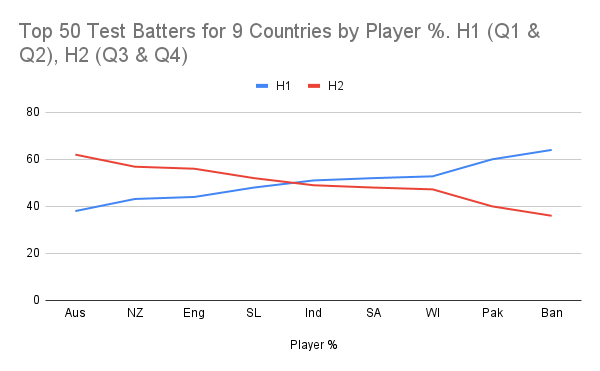 Top 50 Test Batters for 9 Countries by Player %. H1 (Q1 &
Q2), H2 (Q3 & Q4)
H1 H2
80
60
40
20
0
Aus NZ Eng SL Ind SA WI Pak Ban
Player %